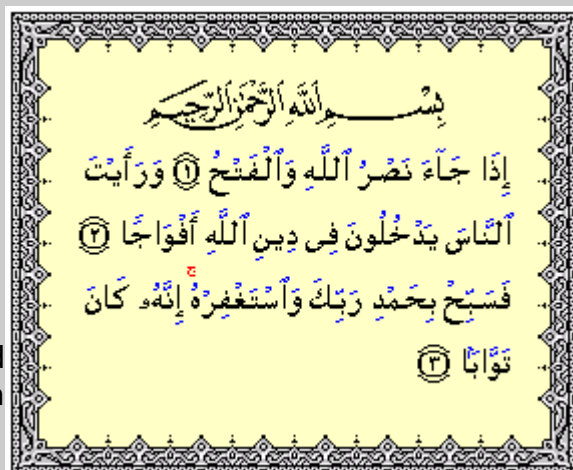 بِسْمِ ٱللَّهِ ٱلرَّحْمَٰنِ ٱلرَّحِيمِ
إِذَا جَآءَ نَصْرُ ٱللَّهِ وَٱلْفَتْحُ ١ وَرَأَيْتَ
ٱلنَّاسَ يَدْخُلُونَ فِى دِينِ ٱللَّهِ أَفْوَاجًا ٢
فَسَبِّحْ بِحَمْدِ رَبِّكَ وَٱسْتَغْفِرْهُ ۚ إِنَّهُۥ كَانَ
تَوَّابًۢا ٣